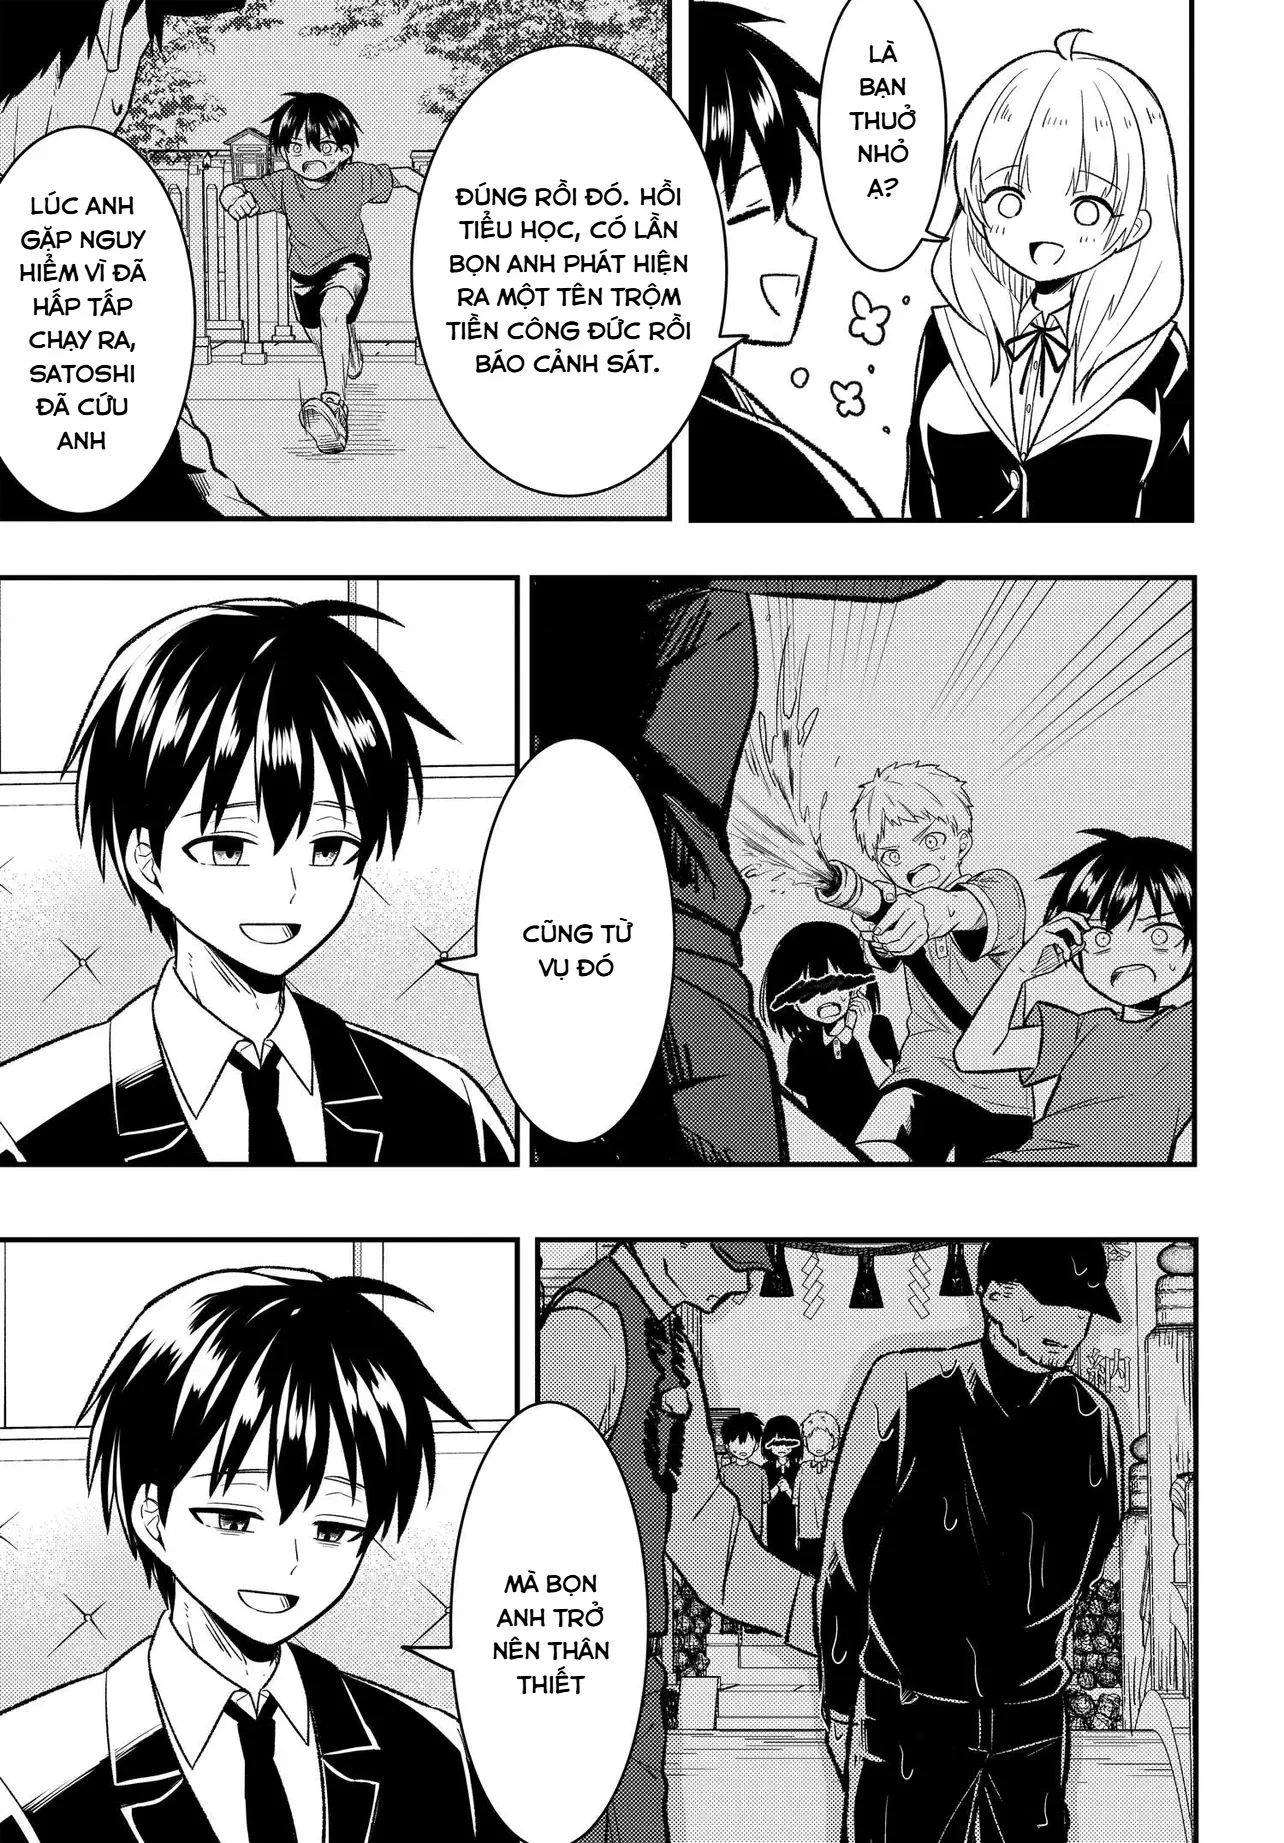 LÀ
BẠN
THUỞ
NHỎ
Ạ?
ĐÚNG RỒI ĐÓ. HỒI
TIỂU HỌC, CÓ LẦN
BỌN ANH PHÁT HIỆN
RA MỘT TÊN TRỘM
TIỀN CÔNG ĐỨC RỒI
BÁO CẢNH SÁT.
LÚC ANH
GẶP NGUY
HIỂM VÌ ĐÃ
HẤP TẤP
CHẠY RA,
SATOSHI
ĐÃ CỨU
ANH
CŨNG TỪ
VỤ ĐÓ
MÀ BỌN
ANH TRỞ
NÊN THÂN
THIẾT
納